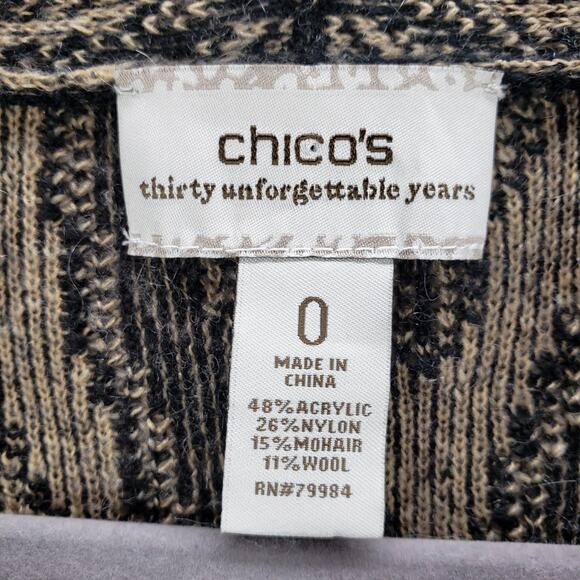 chico's
thirty unforgettable years
0
MADE IN
CHINA
48%ACRYLIC
26%NYLON
15%MOHAIR
11%WOOL
RN#79984